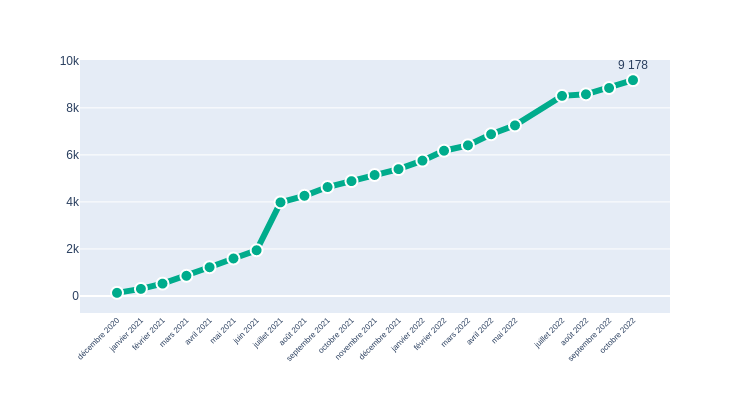 10k
8k
6k
4k
2k
0
9 178
décembre 2020
janvier 2021
février 2021
mars 2021
avril 2021
mai 2021
juin 2021
juillet 2021
août 2021
septembre 2021
octobre 2021
novembre 2021
décembre 2021
janvier 2022
février 2022
mars 2022
avril 2022
mai 2022
juillet 2022
août 2022
septembre 2022
octobre 2022